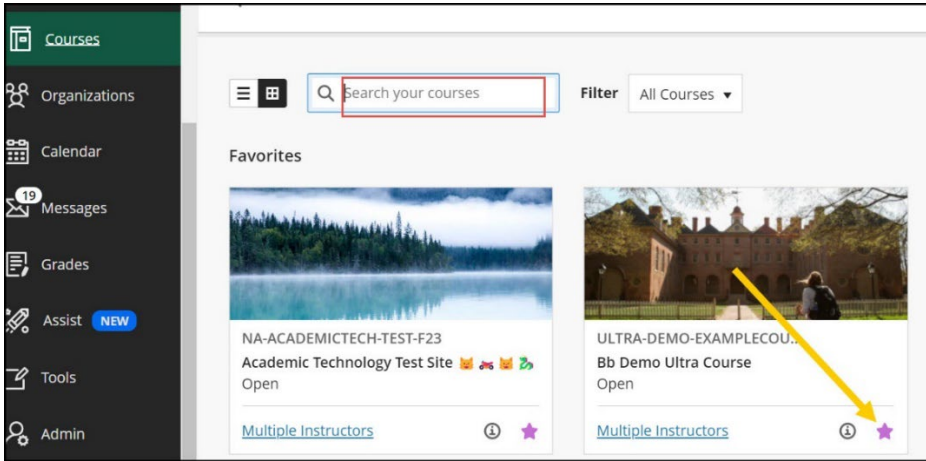 Courses
Organizations
Calendar
19
Messages
Grades
Assist NEW
Tools
Admin
Search your courses
Filter All Courses
Favorites
NA-ACADEMICTECH-TEST-F23
Academic Technology Test Site
Open
Multiple Instructors
ULTRA-DEMO-EXAMPLECOU...
Bb Demo Ultra Course
Open
Multiple Instructors